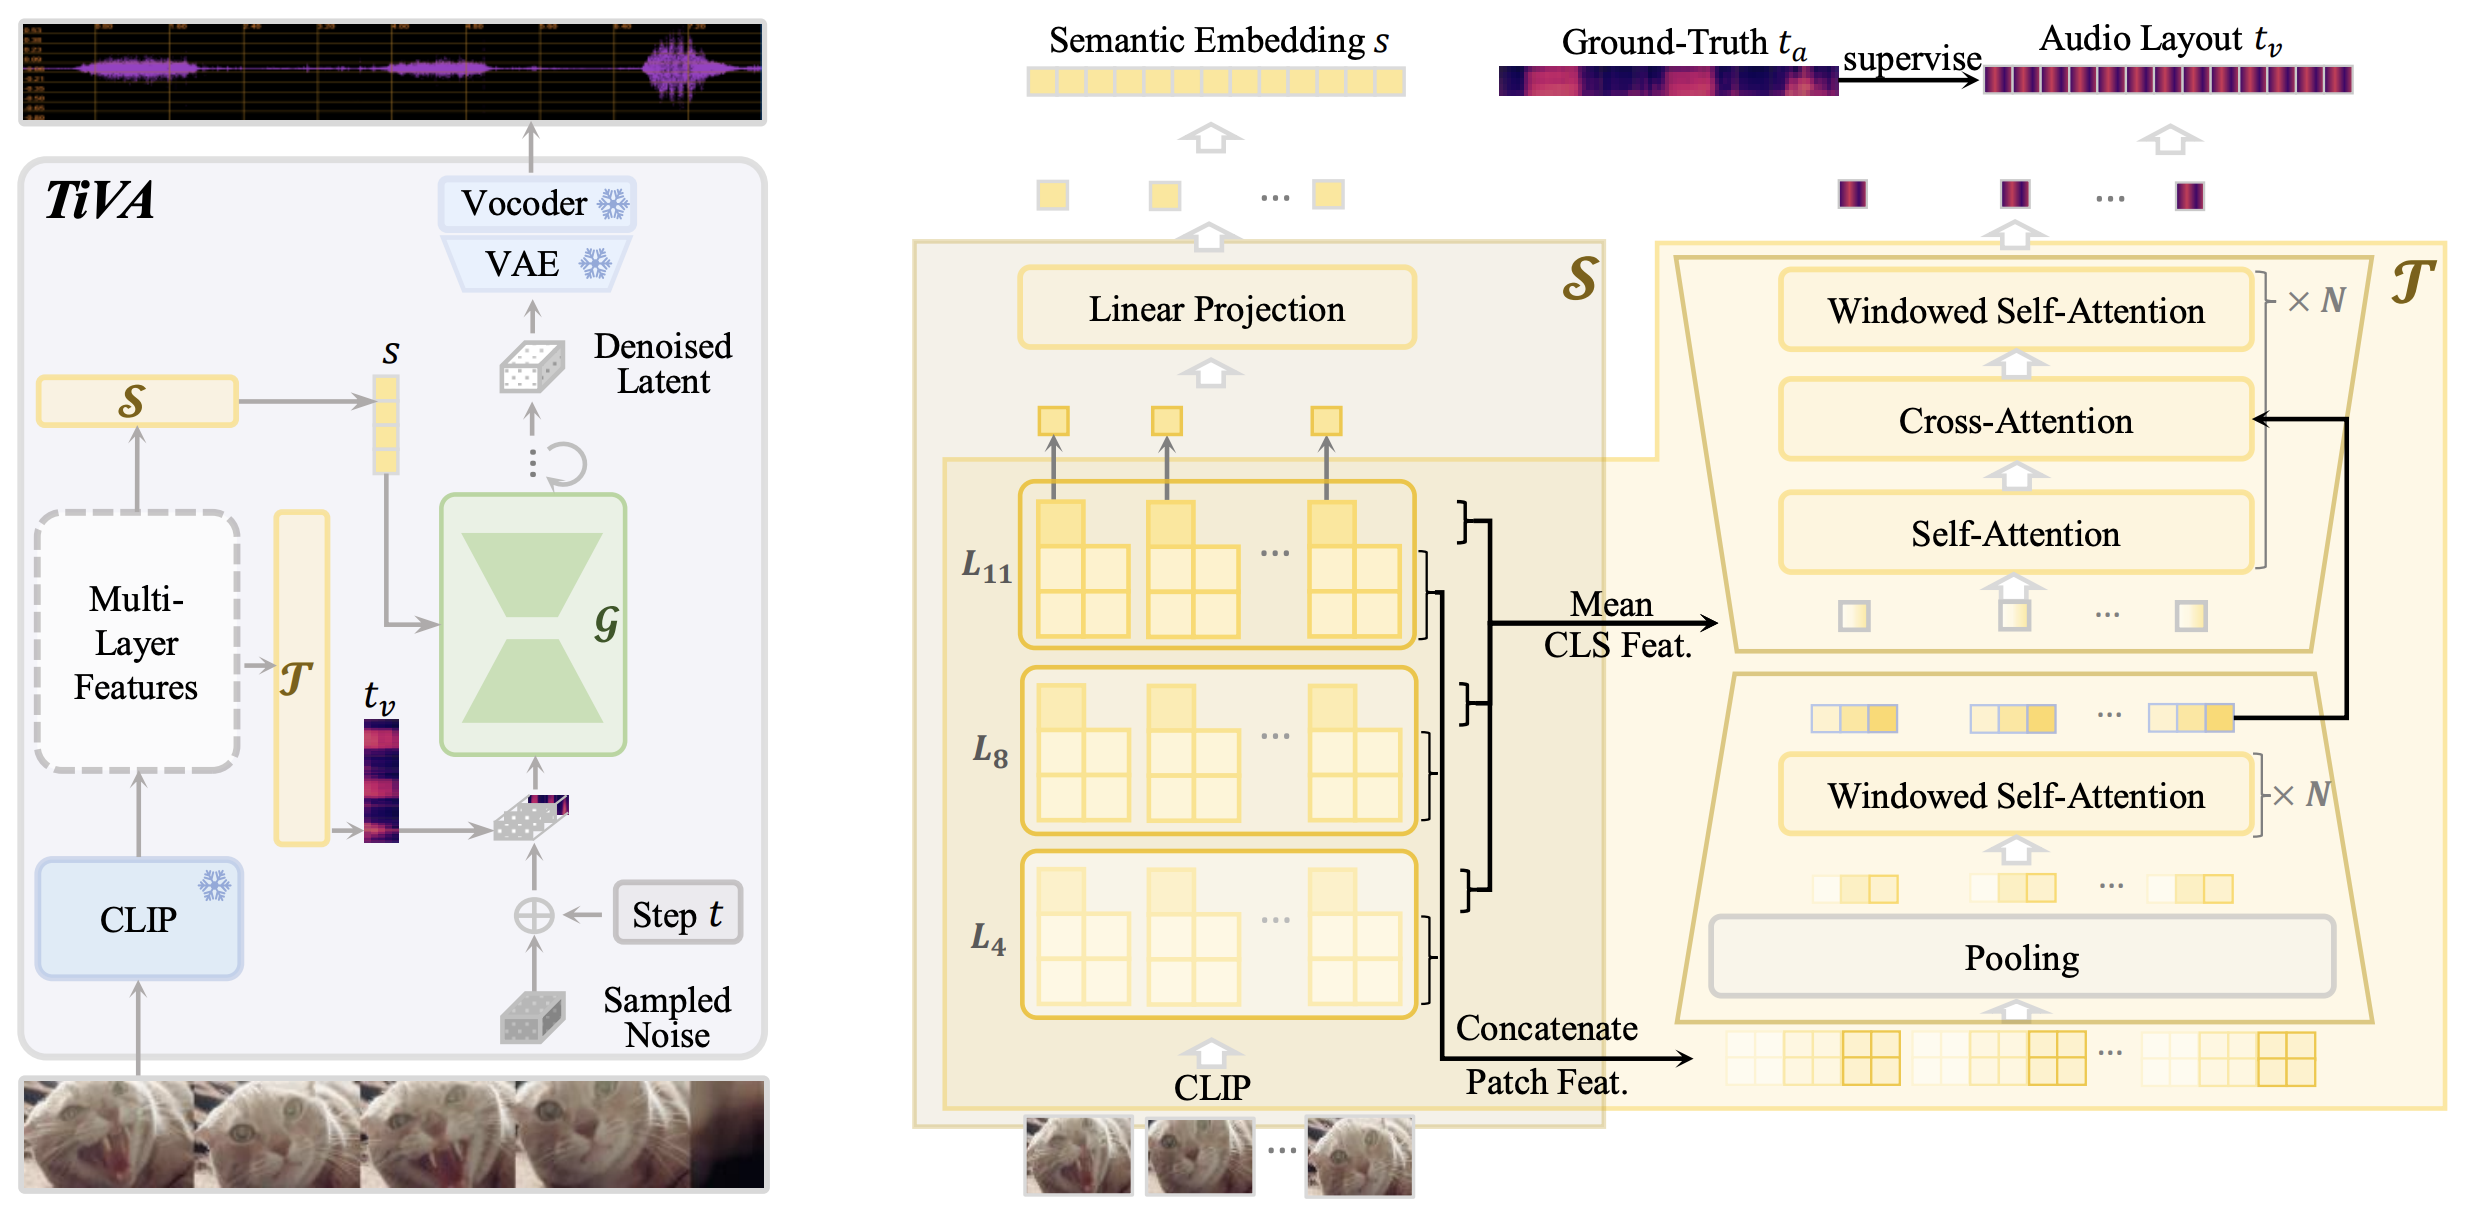 TiVA
Vocoder
VAE
Denoised
Latent
s
𝒮
Multi-
Layer
Features
𝒯
t_v
𝒢
CLIP
Step t
Sampled
Noise
Semantic Embedding s
Ground-Truth t_a
supervise
Audio Layout t_v
...
...
𝒮
Linear Projection
L_11
...
L_8
...
L_4
...
CLIP
...
Mean
CLS Feat.
Concatenate
Patch Feat.
𝒯
Windowed Self-Attention
× N
Cross-Attention
Self-Attention
...
...
Windowed Self-Attention
× N
...
Pooling
...